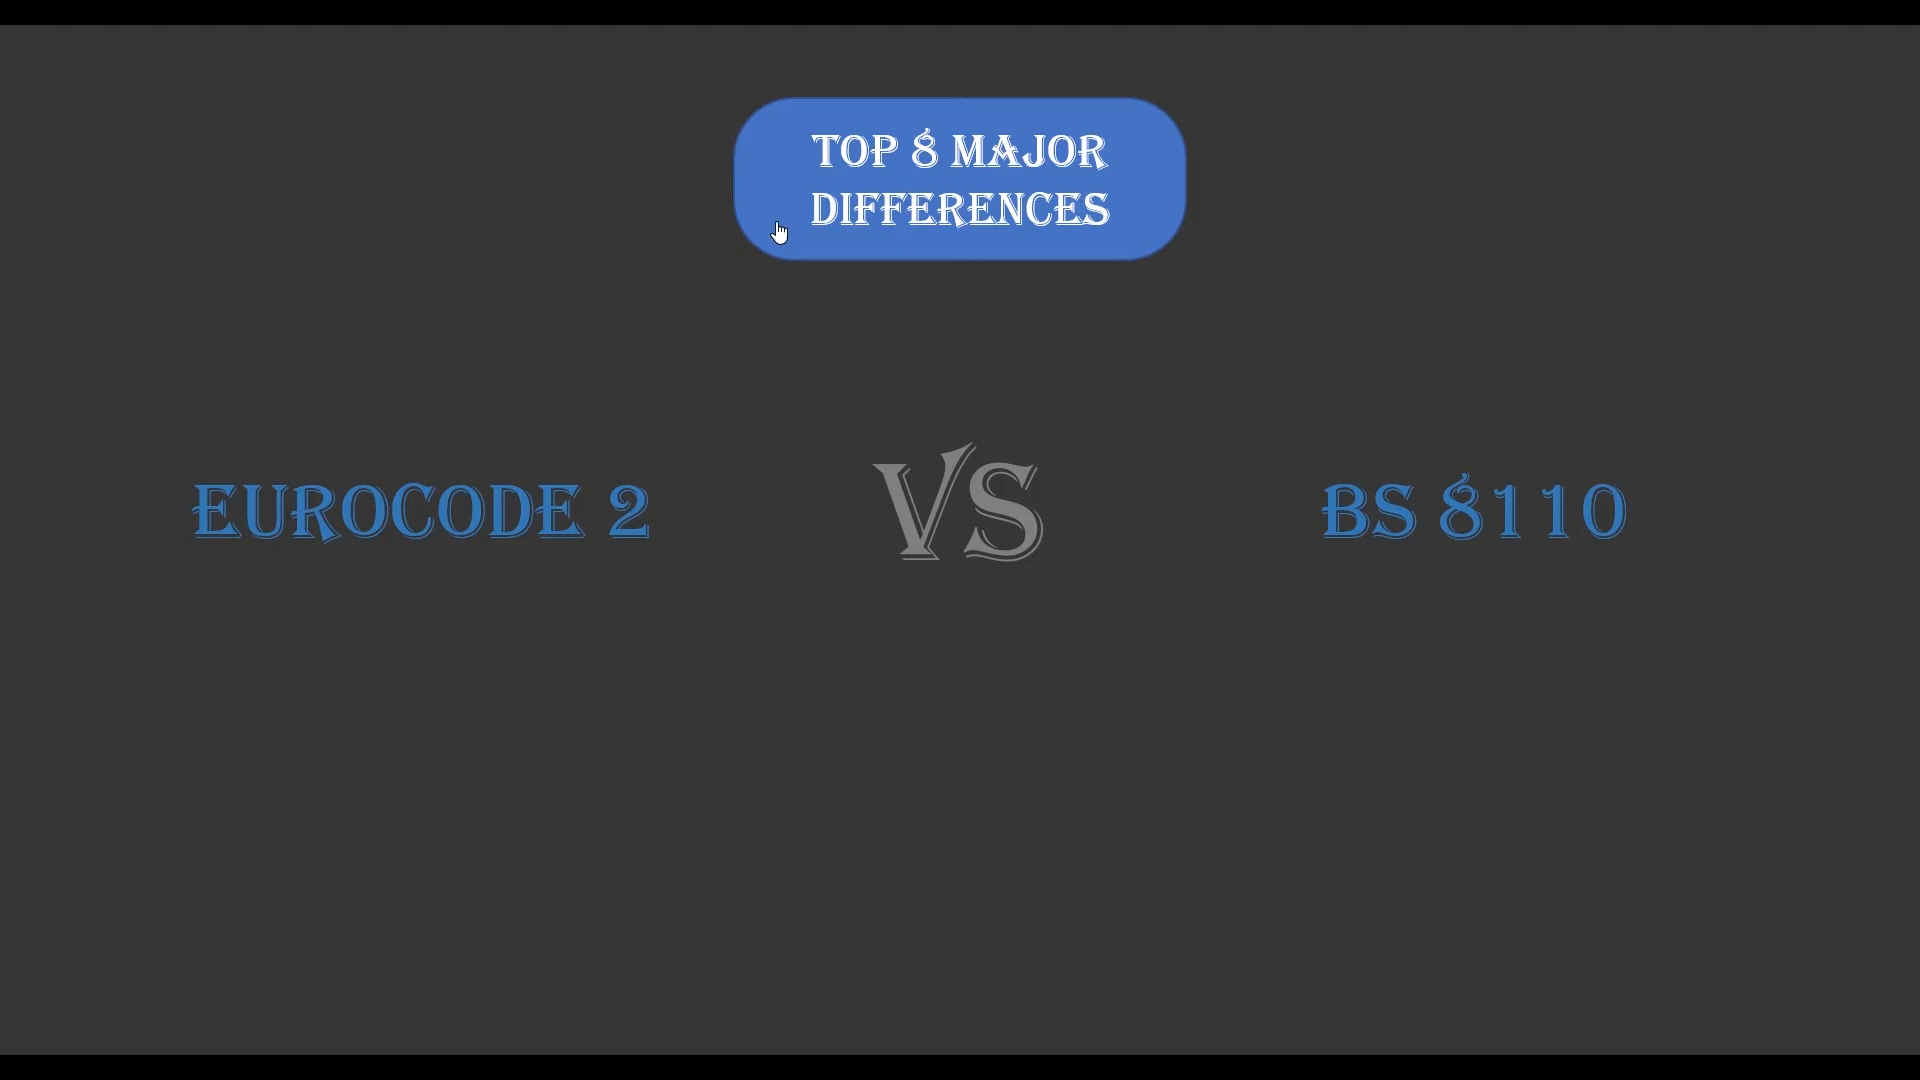 TOP 8 MAJOR
DIFFERENCES
EUROCODE 2
VS
BS 8110